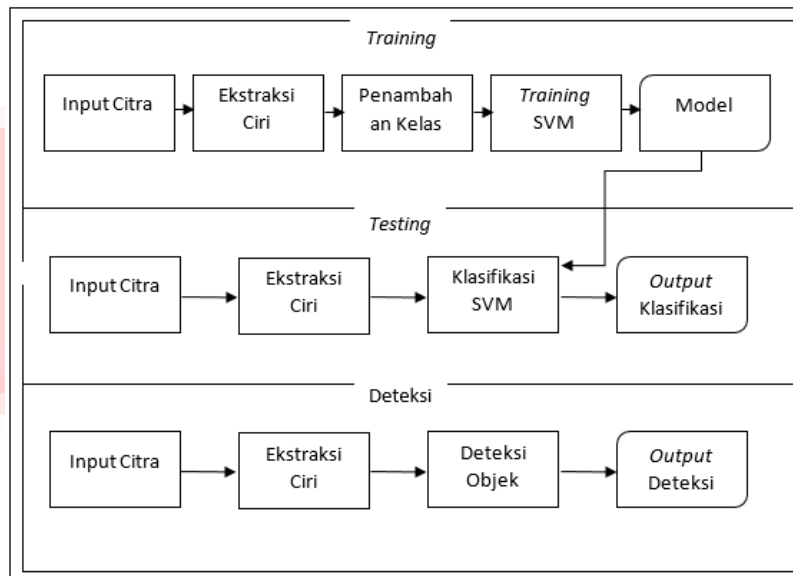 Training
Input Citra
Ekstraksi
Ciri
Penambah
an Kelas
Training
SVM
Model
Testing
Input Citra
Ekstraksi
Ciri
Klasifikasi
SVM
Output
Klasifikasi
Deteksi
Input Citra
Ekstraksi
Ciri
Deteksi
Objek
Output
Deteksi